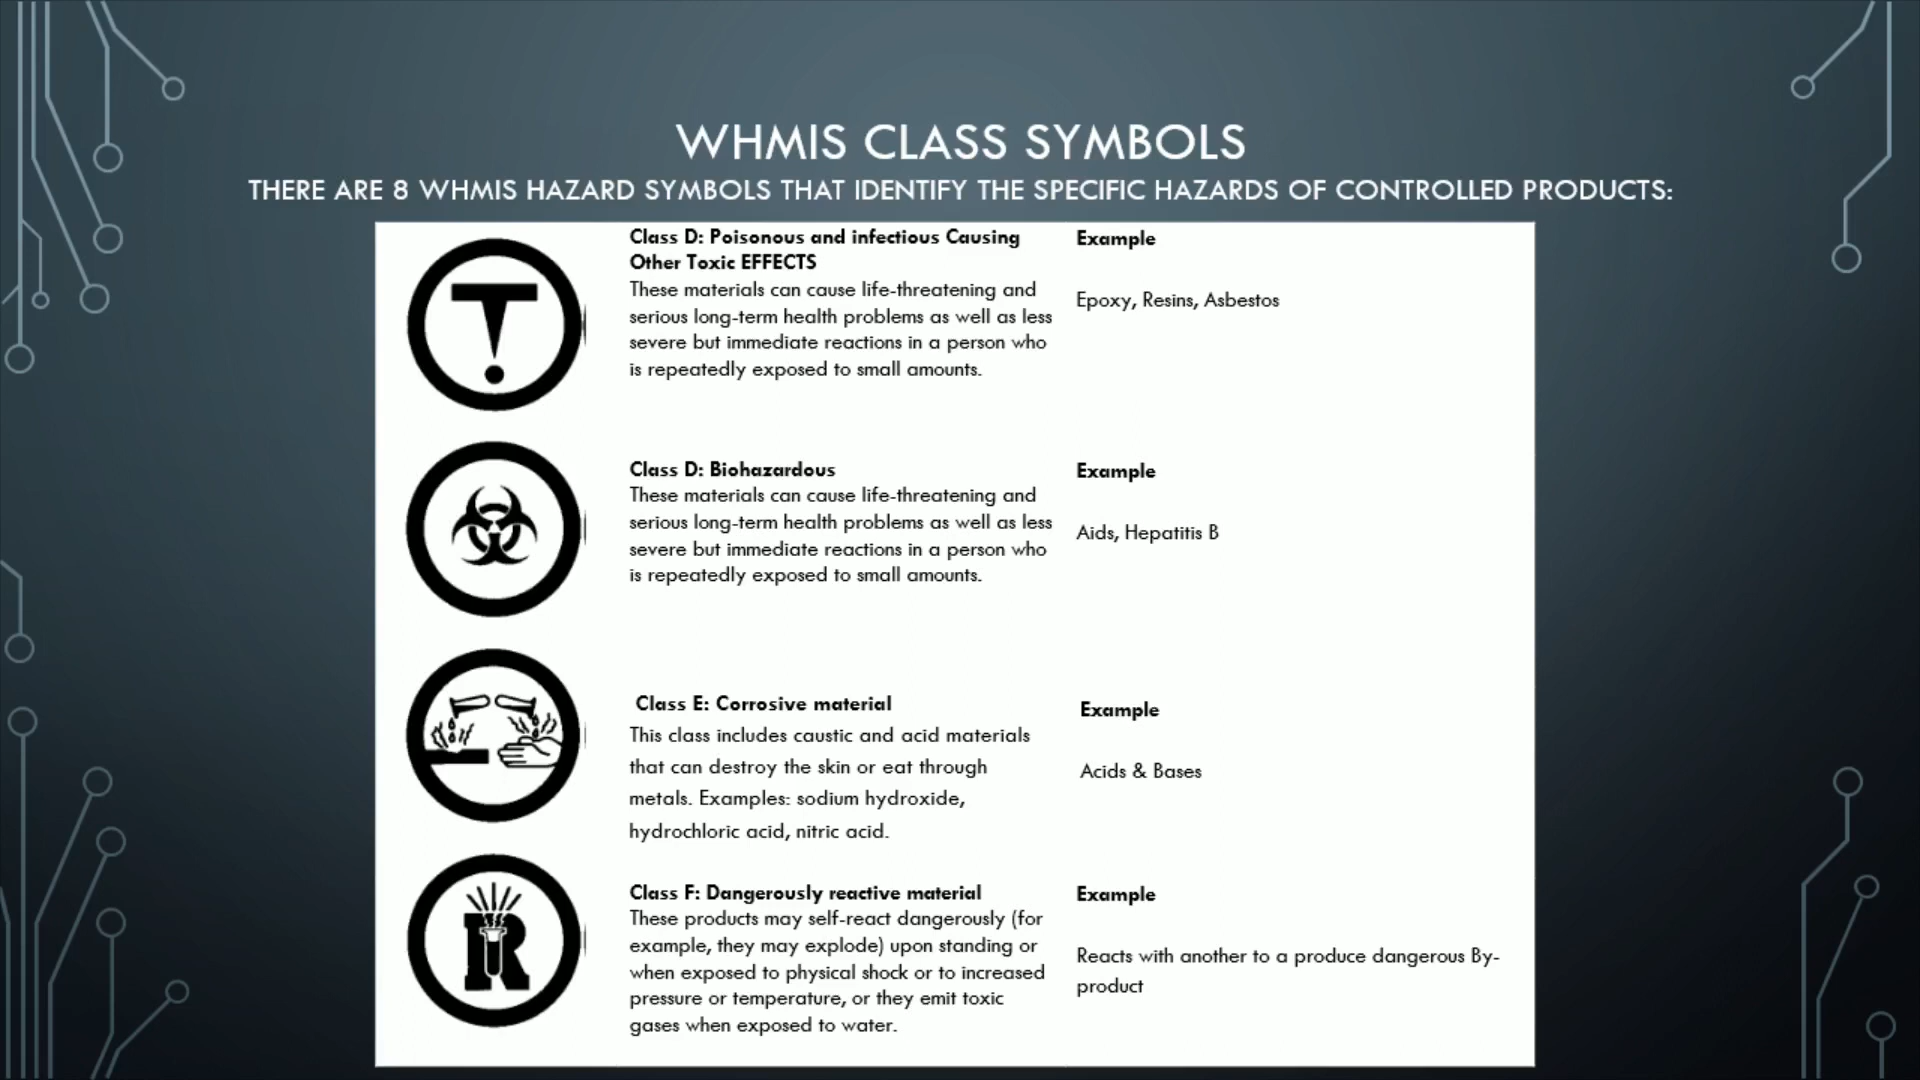 WHMIS CLASS SYMBOLS
THERE ARE 8 WHMIS HAZARD SYMBOLS THAT IDENTIFY THE SPECIFIC HAZARDS OF CONTROLLED PRODUCTS:
Class D: Poisonous and infectious Causing
Other Toxic EFFECTS
These materials can cause life-threatening and
serious long-term health problems as well as less
severe but immediate reactions in a person who
is repeatedly exposed to small amounts.
Example
Epoxy, Resins, Asbestos
Class D: Biohazardous
These materials can cause life-threatening and
serious long-term health problems as well as less
severe but immediate reactions in a person who
is repeatedly exposed to small amounts.
Example
Aids, Hepatitis B
Class E: Corrosive material
This class includes caustic and acid materials
that can destroy the skin or eat through
metals. Examples: sodium hydroxide,
hydrochloric acid, nitric acid.
Example
Acids & Bases
R
Class F: Dangerously reactive material
These products may self-react dangerously (for
example, they may explode) upon standing or
when exposed to physical shock or to increased
pressure or temperature, or they emit toxic
gases when exposed to water.
Example
Reacts with another to a produce dangerous By-
product